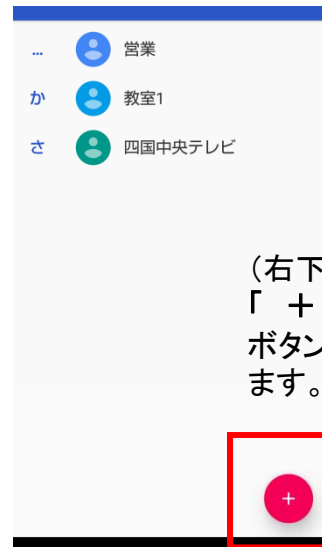 … 営業
か 教室1
さ 四国中央テレビ
（右下
「 ＋
ボタン
ます。
+